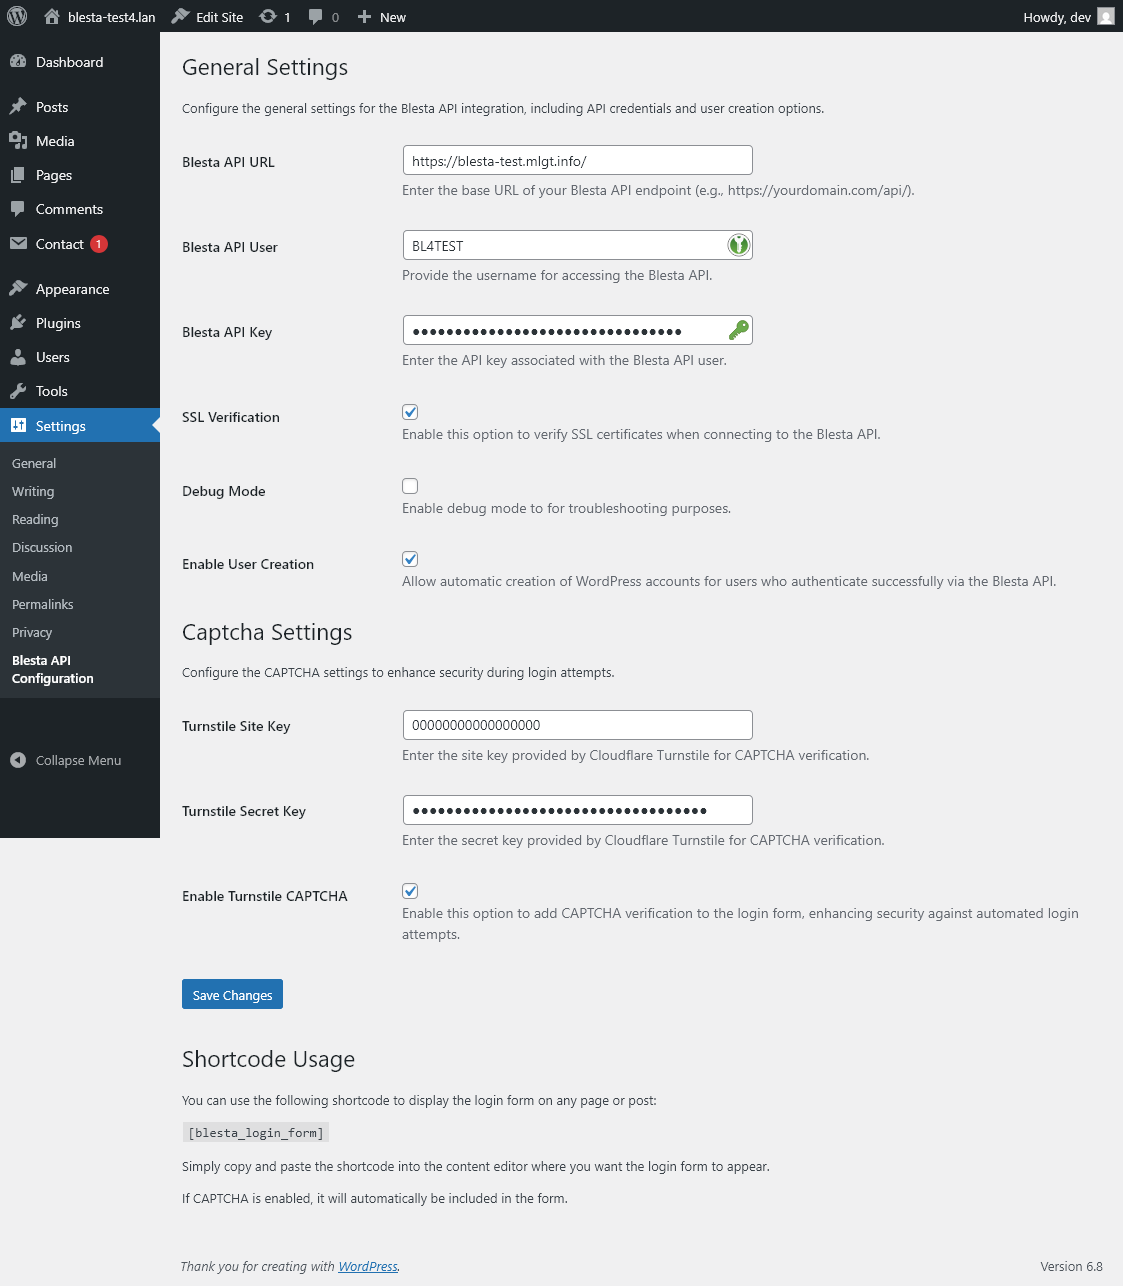 blesta-test4.lan Edit Site 1 0 New Howdy, dev
Dashboard
Posts
Media
Pages
Comments
Contact 1
Appearance
Plugins
Users
Tools
Settings
General
Writing
Reading
Discussion
Media
Permalinks
Privacy
Blesta API
Configuration
Collapse Menu
General Settings
Configure the general settings for the Blesta API integration, including API credentials and user creation options.
Blesta API URL https://blesta-test.mlgt.info/
Enter the base URL of your Blesta API endpoint (e.g., https://yourdomain.com/api/).
Blesta API User BL4TEST
Provide the username for accessing the Blesta API.
Blesta API Key ••••••••••••••••••••••••••••••••
Enter the API key associated with the Blesta API user.
SSL Verification
Enable this option to verify SSL certificates when connecting to the Blesta API.
Debug Mode
Enable debug mode to for troubleshooting purposes.
Enable User Creation
Allow automatic creation of WordPress accounts for users who authenticate successfully via the Blesta API.
Captcha Settings
Configure the CAPTCHA settings to enhance security during login attempts.
Turnstile Site Key 00000000000000000
Enter the site key provided by Cloudflare Turnstile for CAPTCHA verification.
Turnstile Secret Key •••••••••••••••••••••••••••••••••••
Enter the secret key provided by Cloudflare Turnstile for CAPTCHA verification.
Enable Turnstile CAPTCHA
Enable this option to add CAPTCHA verification to the login form, enhancing security against automated login
attempts.
Save Changes
Shortcode Usage
You can use the following shortcode to display the login form on any page or post:
[blesta_login_form]
Simply copy and paste the shortcode into the content editor where you want the login form to appear.
If CAPTCHA is enabled, it will automatically be included in the form.
Thank you for creating with WordPress. Version 6.8